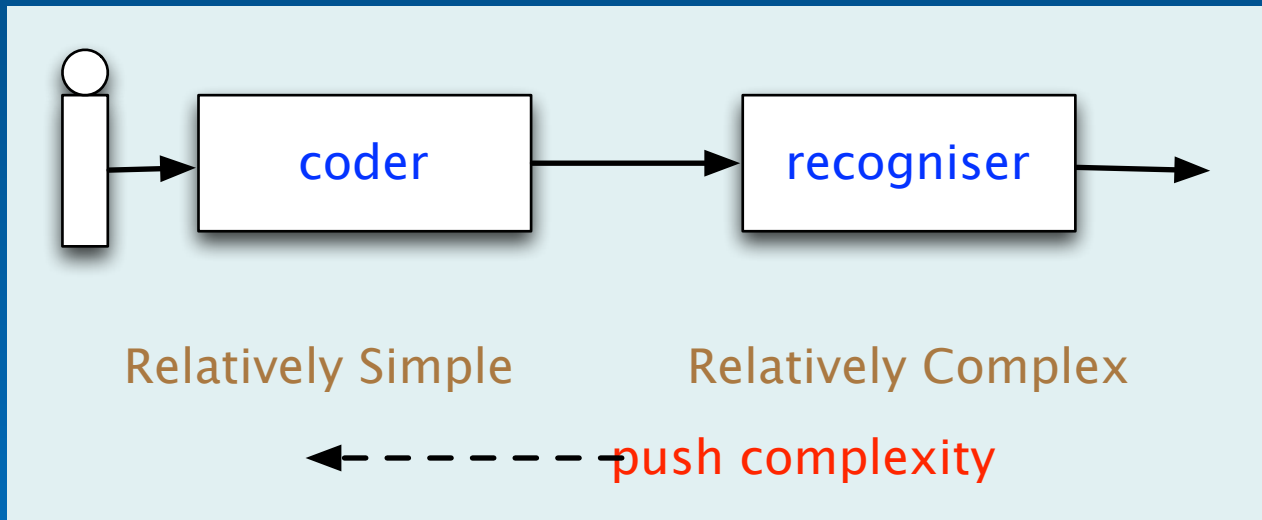 coder
recogniser
Relatively Simple
Relatively Complex
push complexity